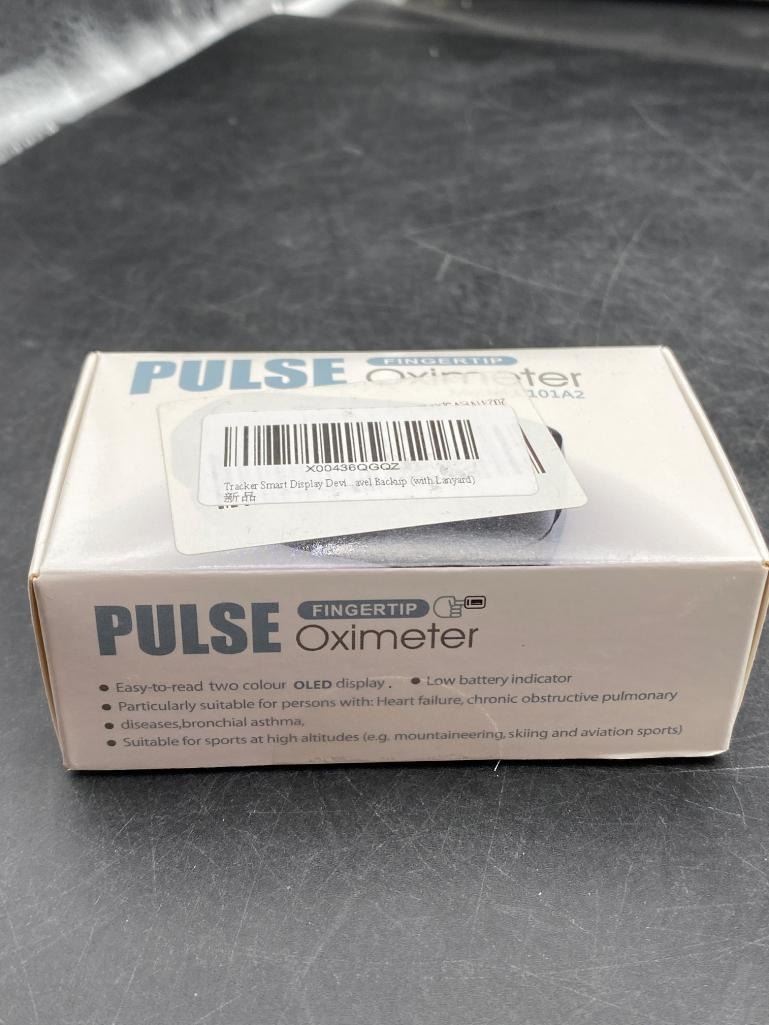 PULSE FINGERTIP
Oximeter
101A2
X00436QGQZ
Tracker Smart Display Devi...avel Backup (with Lanyard)
新品
PULSE FINGERTIP
Oximeter
• Easy-to-read two colour OLED display. • Low battery indicator
• Particularly suitable for persons with: Heart failure, chronic obstructive pulmonary
• diseases,bronchial asthma,
• Suitable for sports at high altitudes (e.g. mountaineering, skiing and aviation sports)